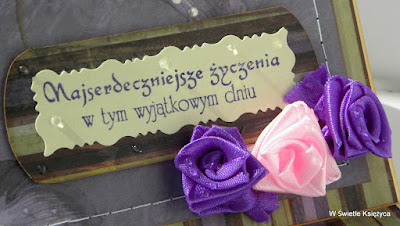 Najserdeczniejsze życzenia
w tym wyjątkowym dniu
W Świetle Księżyca